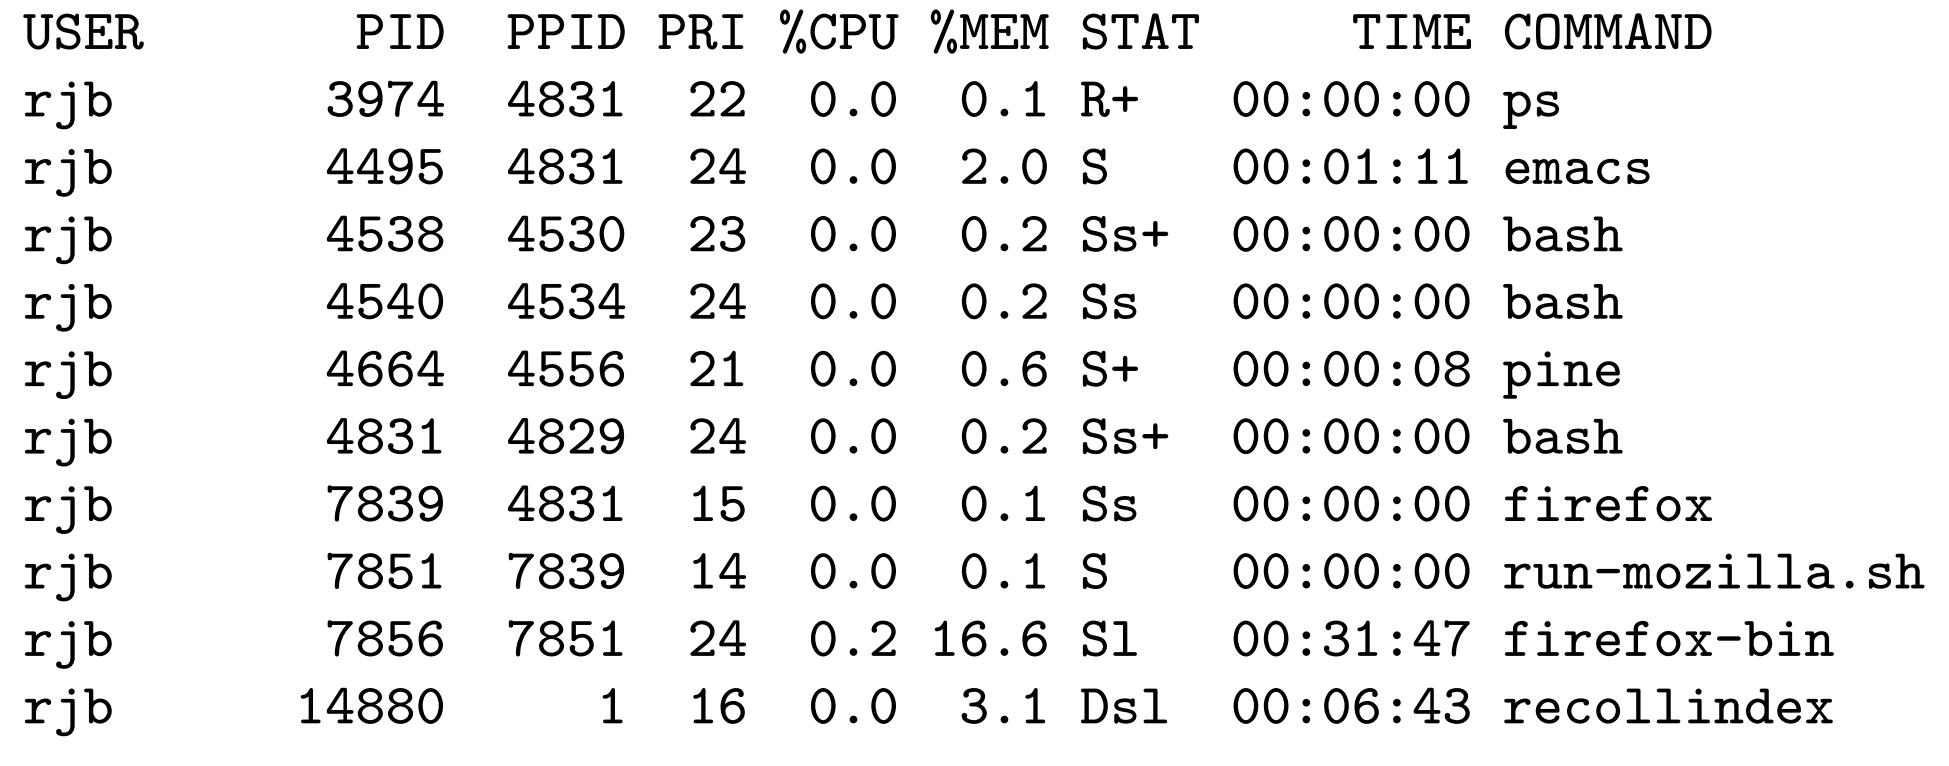 USER       PID  PPID PRI %CPU %MEM STAT     TIME COMMAND
rjb       3974  4831  22  0.0  0.1 R+   00:00:00 ps
rjb       4495  4831  24  0.0  2.0 S    00:01:11 emacs
rjb       4538  4530  23  0.0  0.2 Ss+  00:00:00 bash
rjb       4540  4534  24  0.0  0.2 Ss   00:00:00 bash
rjb       4664  4556  21  0.0  0.6 S+   00:00:08 pine
rjb       4831  4829  24  0.0  0.2 Ss+  00:00:00 bash
rjb       7839  4831  15  0.0  0.1 Ss   00:00:00 firefox
rjb       7851  7839  14  0.0  0.1 S    00:00:00 run-mozilla.sh
rjb       7856  7851  24  0.2 16.6 Sl   00:31:47 firefox-bin
rjb      14880     1  16  0.0  3.1 Dsl  00:06:43 recollindex